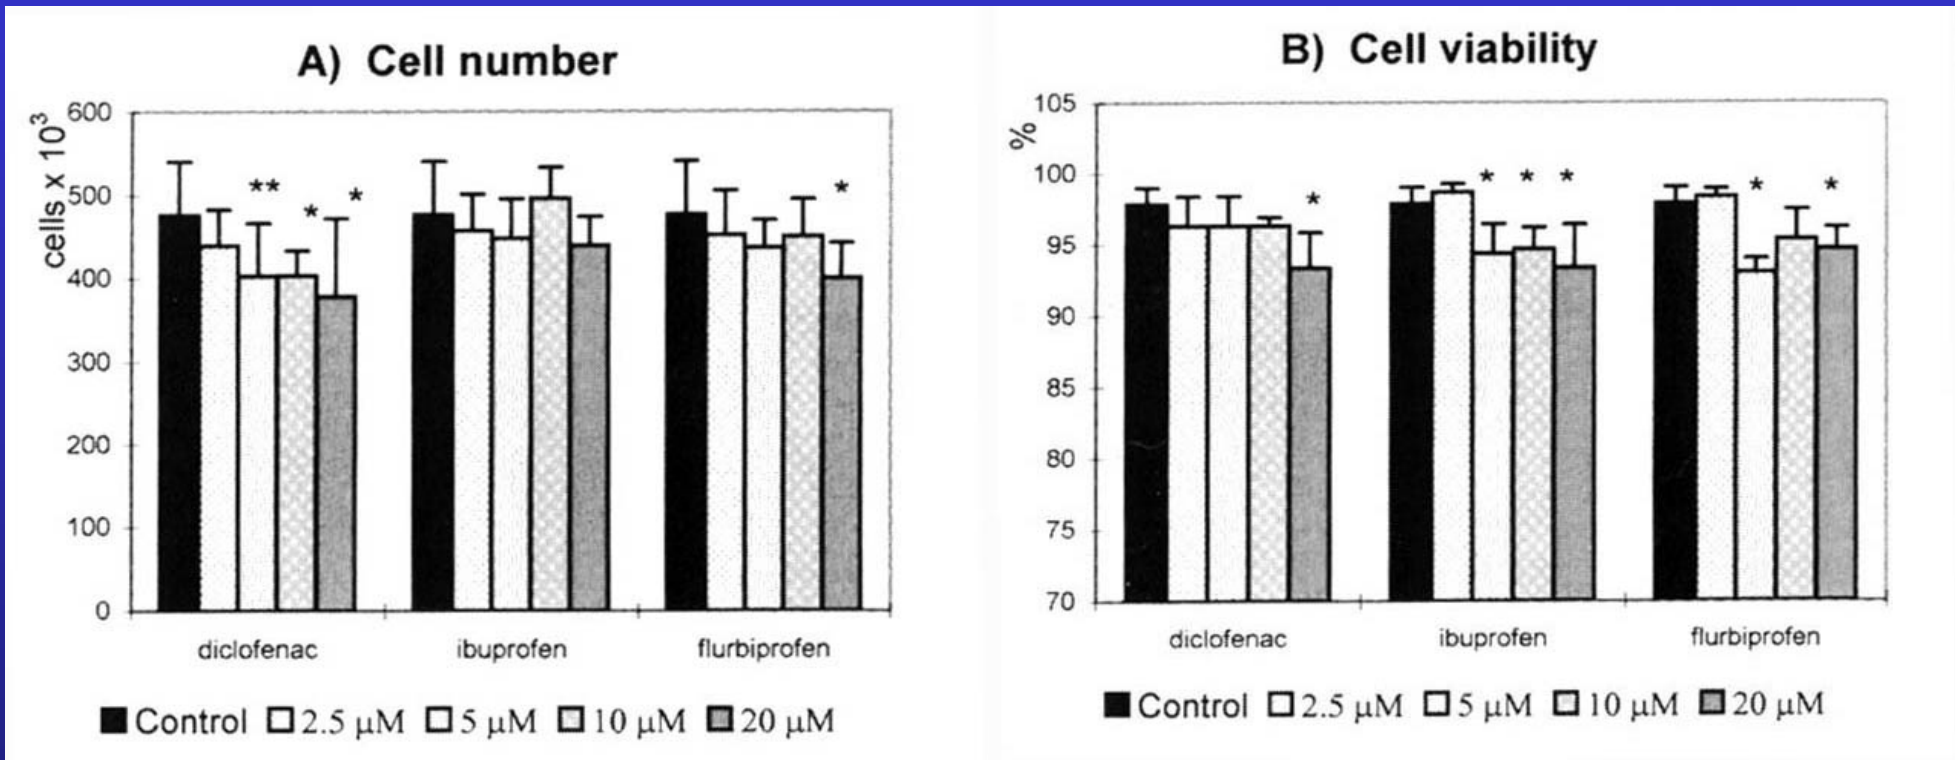 A) Cell number
cells x 10³
600
500
400
300
200
100
0
** * *
*
diclofenac ibuprofen flurbiprofen
Control 2.5 µM 5 µM 10 µM 20 µM
B) Cell viability
%
105
100
95
90
85
80
75
70
*
* * *
* *
diclofenac ibuprofen flurbiprofen
Control 2.5 µM 5 µM 10 µM 20 µM